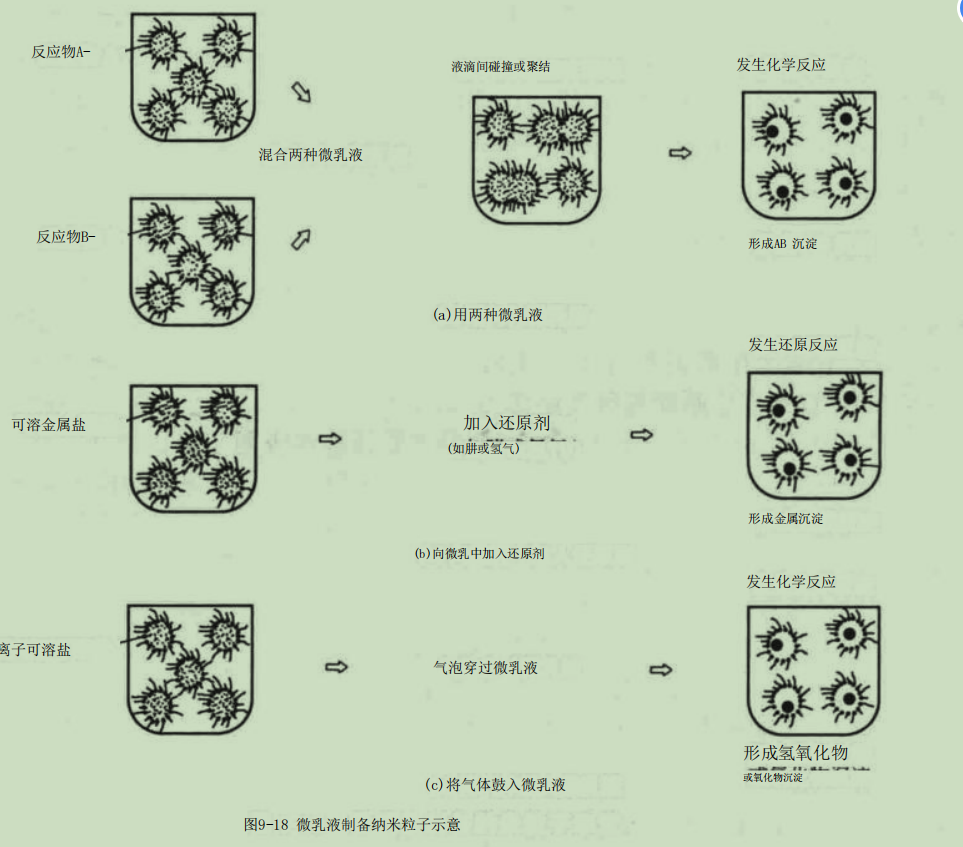 反应物A-
液滴间碰撞或聚结
发生化学反应
混合两种微乳液
反应物B-
形成AB 沉淀
(a)用两种微乳液
发生还原反应
可溶金属盐
加入还原剂
(如肼或氢气)
形成金属沉淀
(b)向微乳中加入还原剂
发生化学反应
离子可溶盐
气泡穿过微乳液
形成氢氧化物
或氧化物沉淀
(c)将气体鼓入微乳液
图9-18 微乳液制备纳米粒子示意